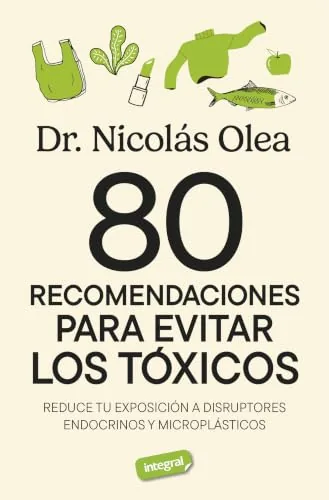 Dr. Nicolás Olea
80
RECOMENDACIONES
PARA EVITAR
LOS TÓXICOS
REDUCE TU EXPOSICIÓN A DISRUPTORES
ENDOCRINOS Y MICROPLÁSTICOS
integral